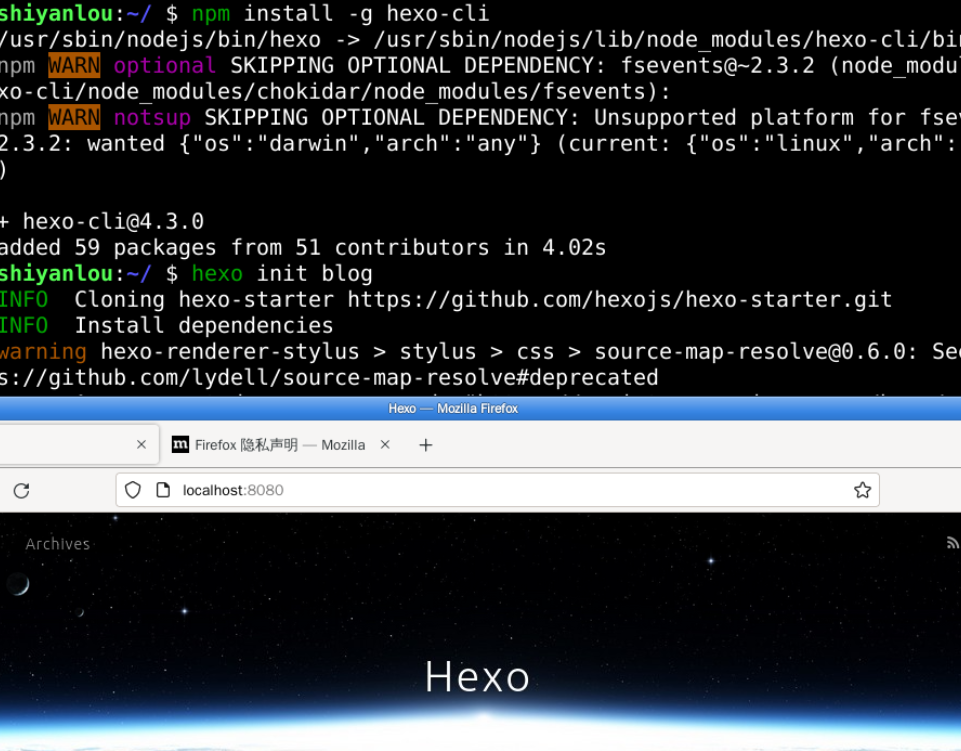 shiyanlou:~/ $ npm install -g hexo-cli
/usr/sbin/nodejs/bin/hexo -> /usr/sbin/nodejs/lib/node_modules/hexo-cli/bin
npm WARN optional SKIPPING OPTIONAL DEPENDENCY: fsevents@~2.3.2 (node_modul
xo-cli/node_modules/chokidar/node_modules/fsevents):
npm WARN notsup SKIPPING OPTIONAL DEPENDENCY: Unsupported platform for fsev
2.3.2: wanted {"os":"darwin","arch":"any"} (current: {"os":"linux","arch":
)
+ hexo-cli@4.3.0
added 59 packages from 51 contributors in 4.02s
shiyanlou:~/ $ hexo init blog
INFO  Cloning hexo-starter https://github.com/hexojs/hexo-starter.git
INFO  Install dependencies
warning hexo-renderer-stylus > stylus > css > source-map-resolve@0.6.0: See
s://github.com/lydell/source-map-resolve#deprecated
Hexo — Mozilla Firefox
Firefox 隐私声明 — Mozilla
localhost:8080
Archives
Hexo